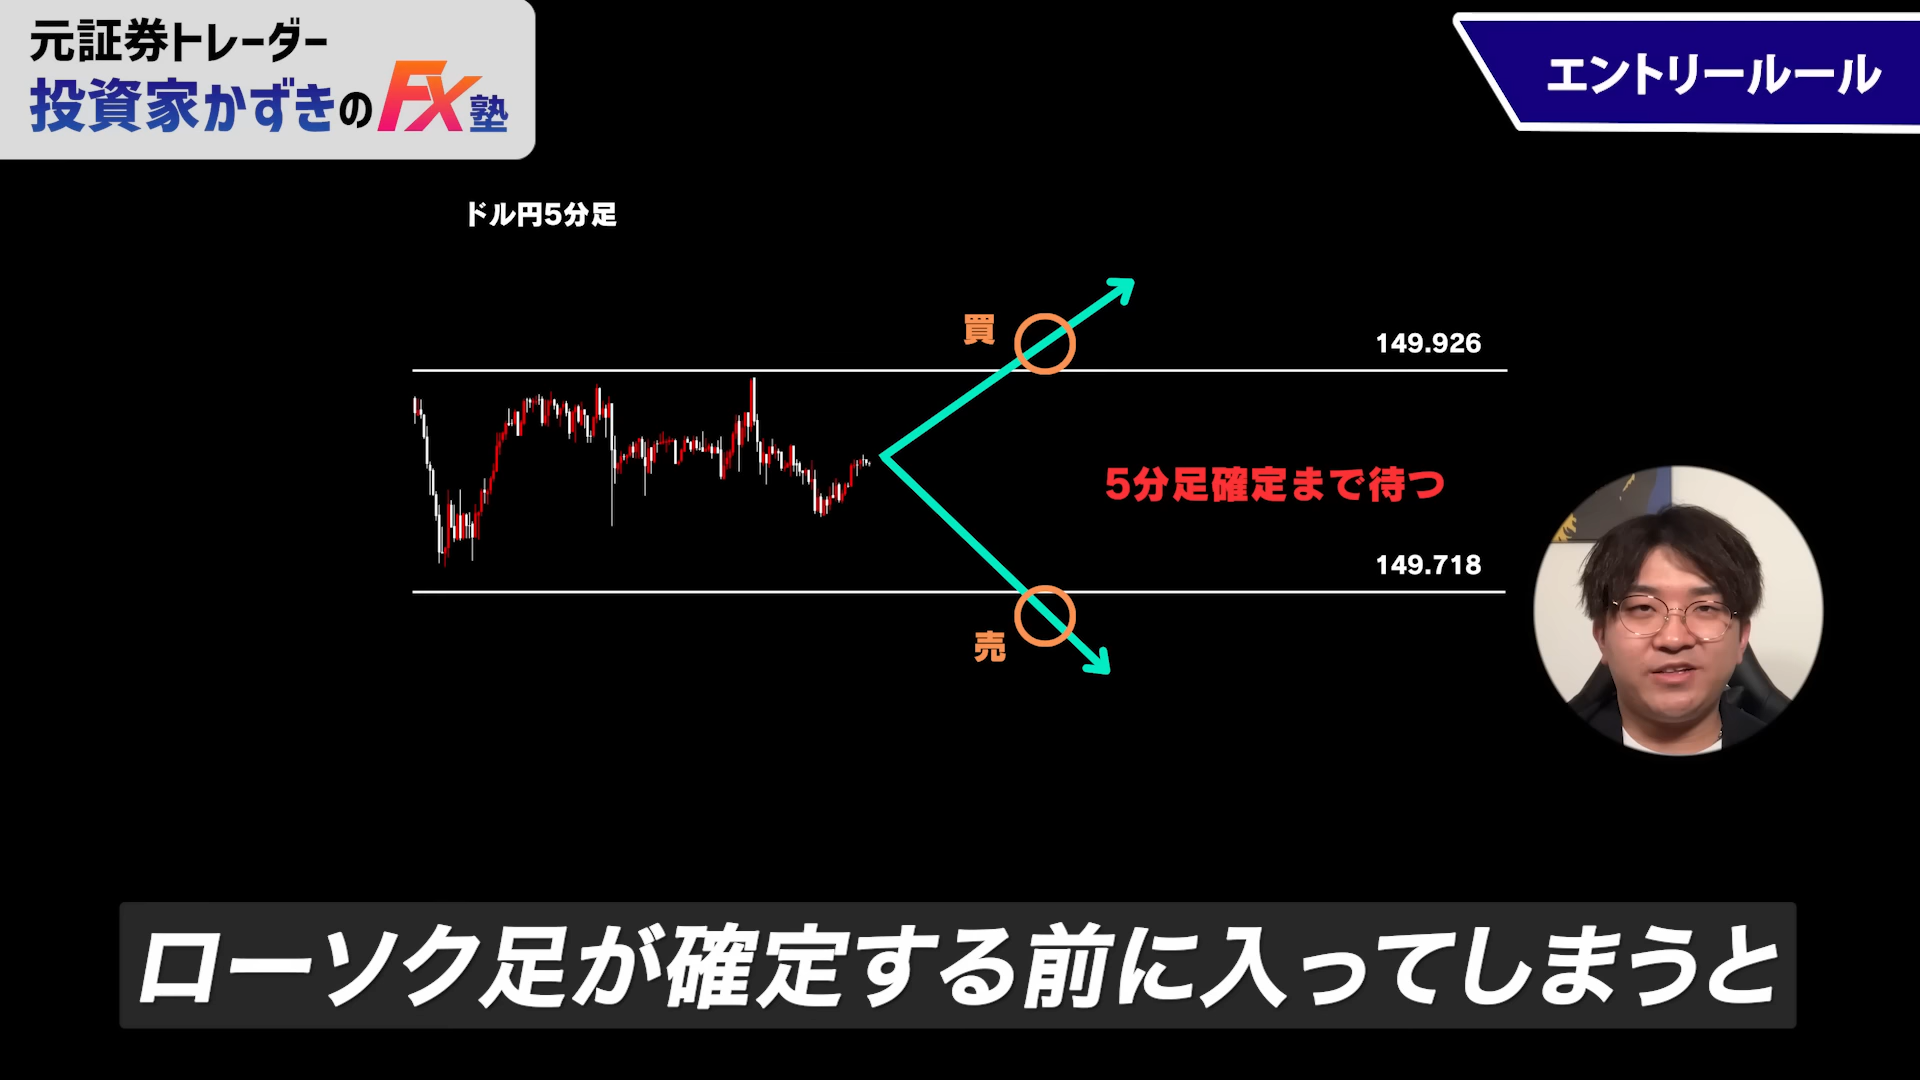 元証券トレーダー
投資家かずきのFX塾
エントリールール
ドル円5分足
買
149.926
5分足確定まで待つ
149.718
売
ローソク足が確定する前に入ってしまうと